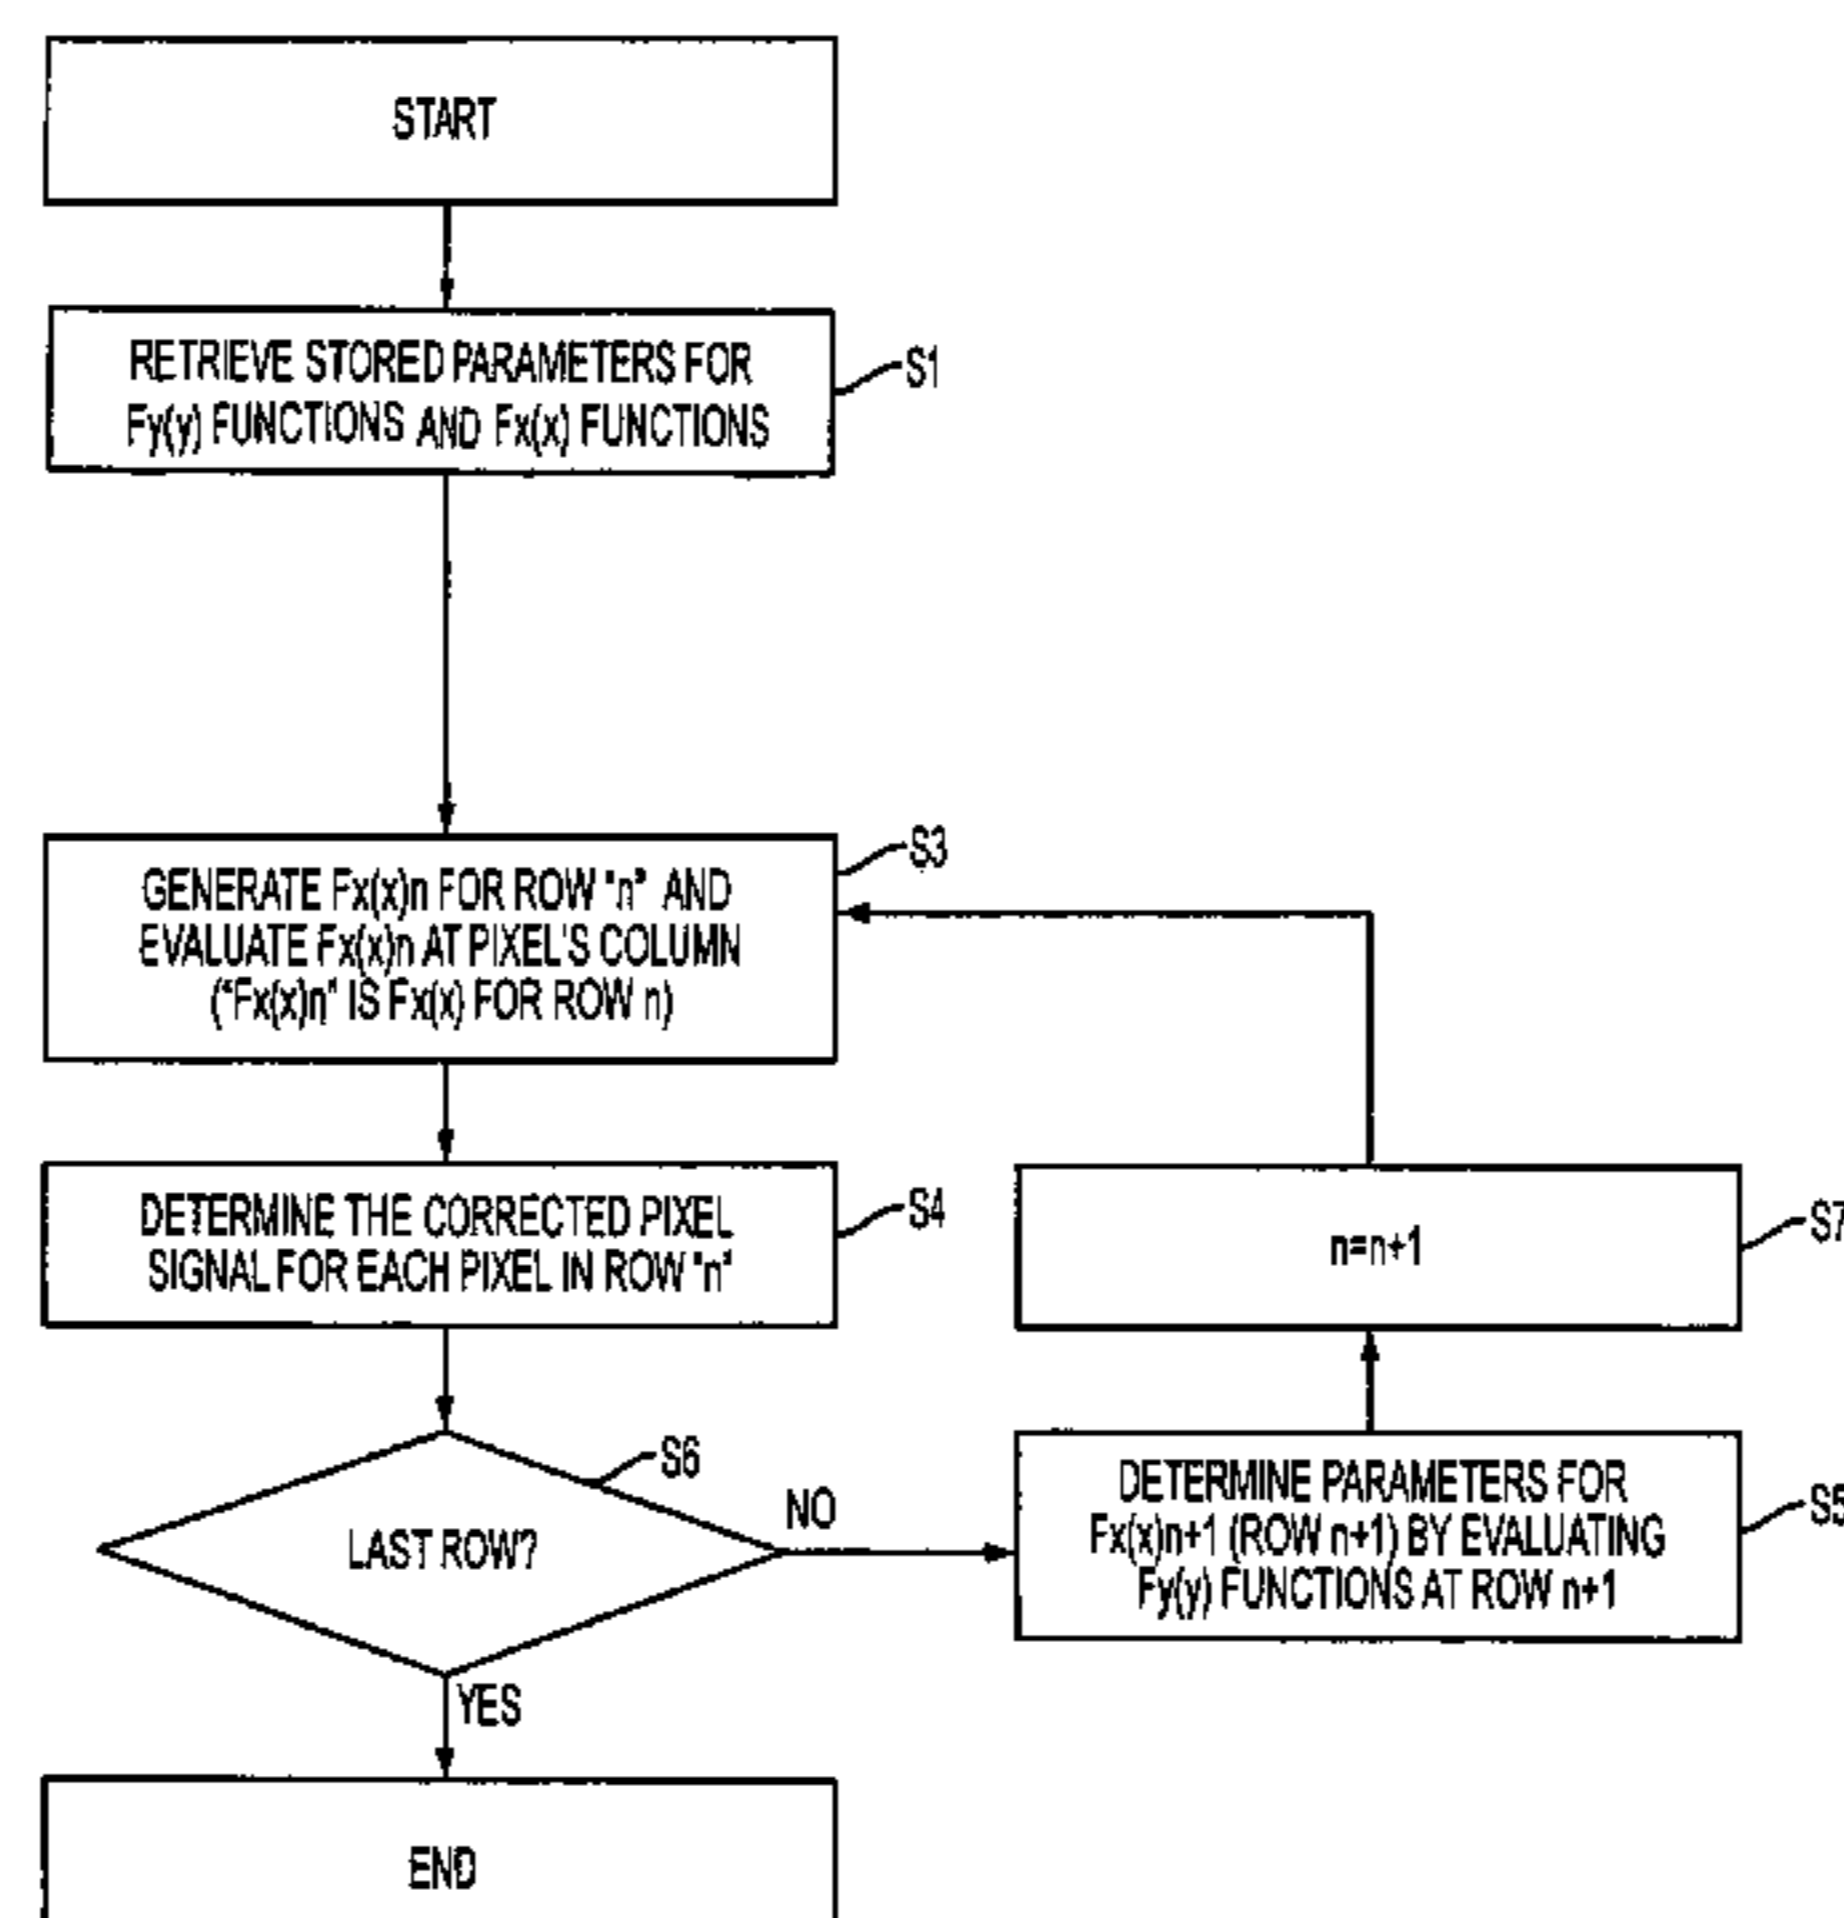 START
RETRIEVE STORED PARAMETERS FOR
Fy(y) FUNCTIONS AND Fx(x) FUNCTIONS
S1
GENERATE Fx(x)n FOR ROW "n" AND
EVALUATE Fx(x)n AT PIXEL'S COLUMN
("Fx(x)n" IS Fx(x) FOR ROW n)
S3
DETERMINE THE CORRECTED PIXEL
SIGNAL FOR EACH PIXEL IN ROW "n"
S4
n=n+1
S7
LAST ROW?
S6
NO
DETERMINE PARAMETERS FOR
Fx(x)n+1 (ROW n+1) BY EVALUATING
Fy(y) FUNCTIONS AT ROW n+1
S5
YES
END